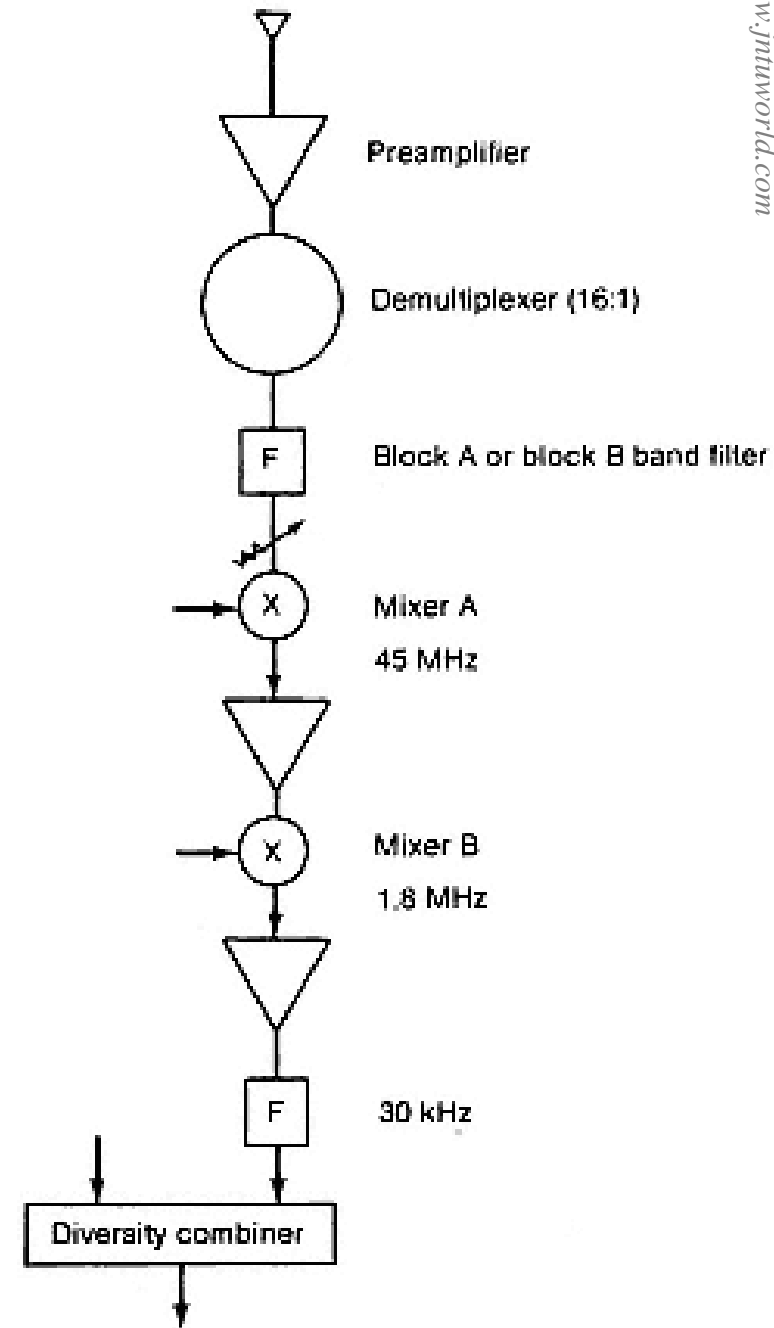 w.jntuworld.com
Preamplifier
Demultiplexer (16:1)
F
Block A or block B band filter
X
Mixer A
45 MHz
X
Mixer B
1.8 MHz
F
30 kHz
Diversity combiner